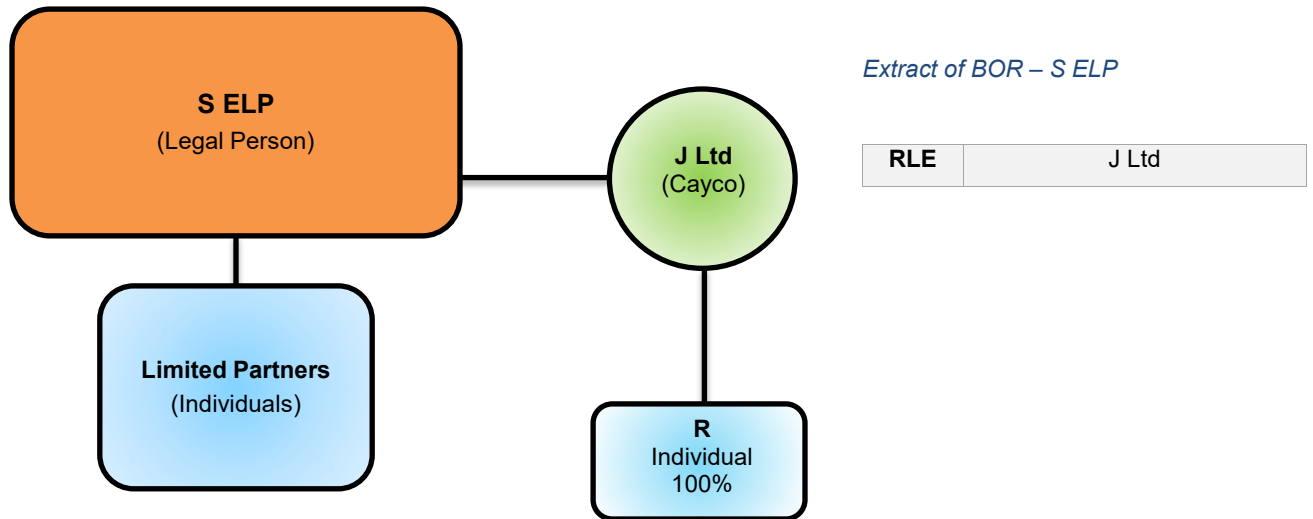 S ELP
(Legal Person)
J Ltd
(Cayco)
Extract of BOR – S ELP
RLE J Ltd
Limited Partners
(Individuals)
R
Individual
100%